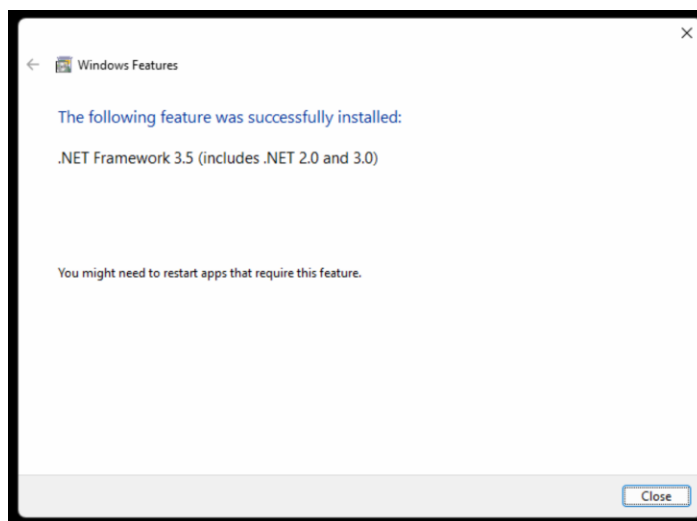 Windows Features
The following feature was successfully installed:
.NET Framework 3.5 (includes .NET 2.0 and 3.0)
You might need to restart apps that require this feature.
Close